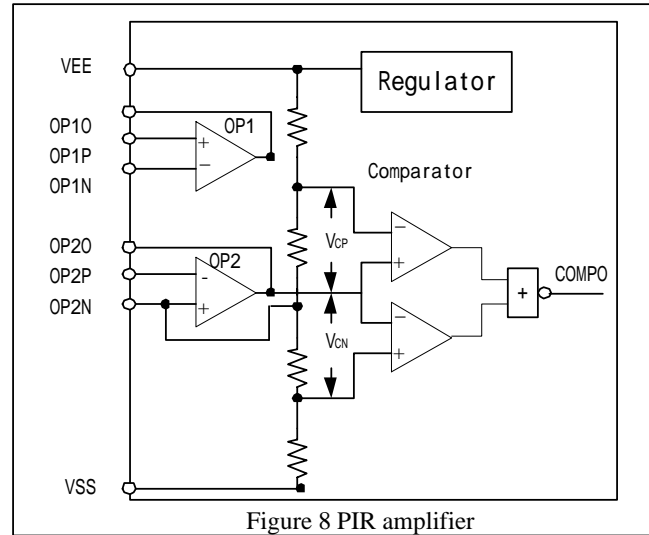 VEE
Regulator
OP1O
OP1
+
OP1P
-
OP1N
Comparator
-
VCP
+
OP2O
OP2P
OP2
-
+
COMPO
OP2N
+
-
VCN
+
VSS
Figure 8 PIR amplifier